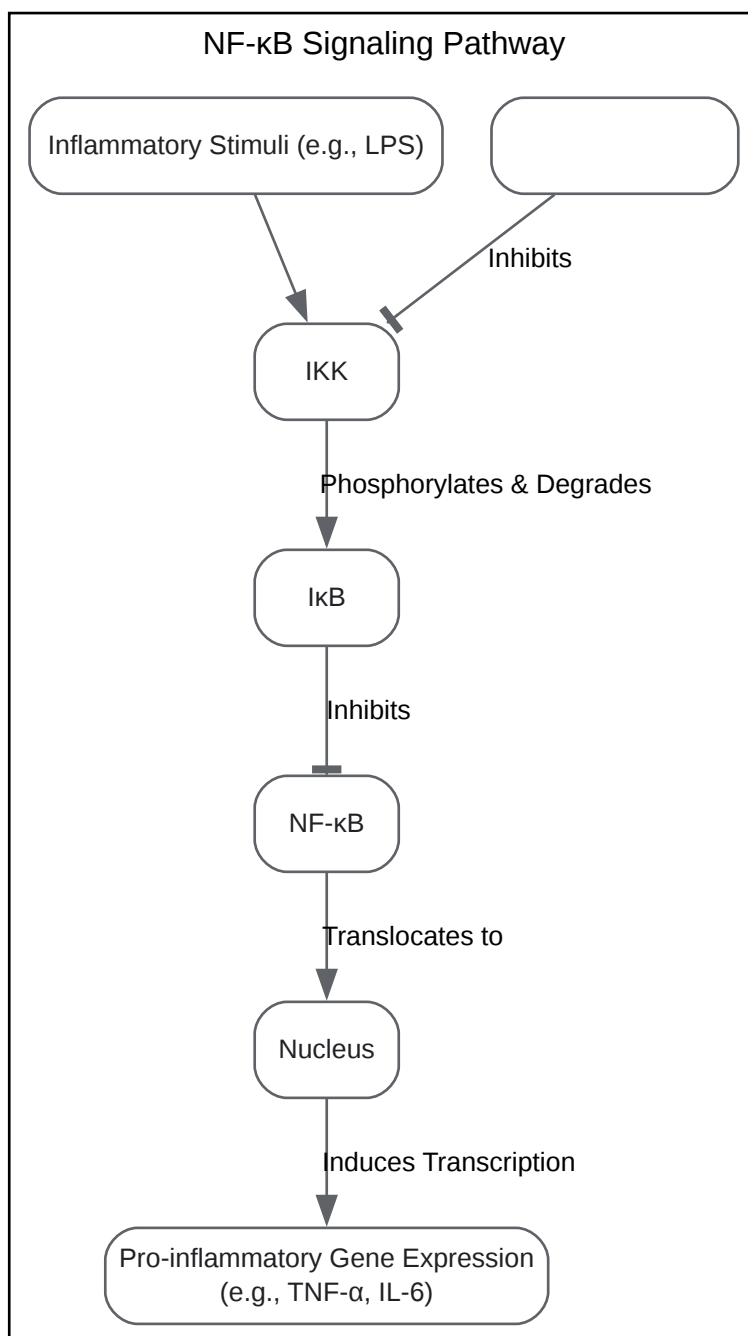 NF-κB Signaling Pathway
Inflammatory Stimuli (e.g., LPS)
Inhibits
IKK
Phosphorylates & Degrades
IκB
Inhibits
NF-κB
Translocates to
Nucleus
Induces Transcription
Pro-inflammatory Gene Expression
(e.g., TNF-α, IL-6)